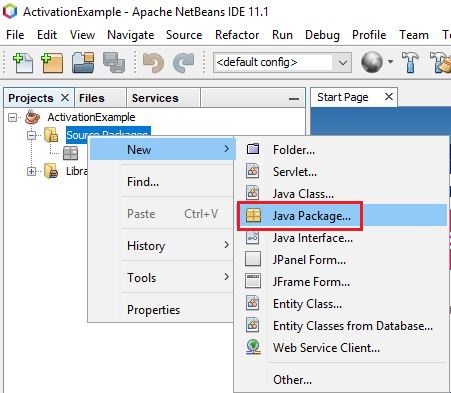 ActivationExample - Apache NetBeans IDE 11.1
File Edit View Navigate Source Refactor Run Debug Profile Team
<default config>
Projects Files Services
Start Page
ActivationExample
Source Packages
Libra
New
Find...
Paste Ctrl+V
History
Tools
Properties
Folder...
Servlet...
Java Class...
Java Package...
Java Interface...
JPanel Form...
JFrame Form...
Entity Class...
Entity Classes from Database...
Web Service Client...
Other...